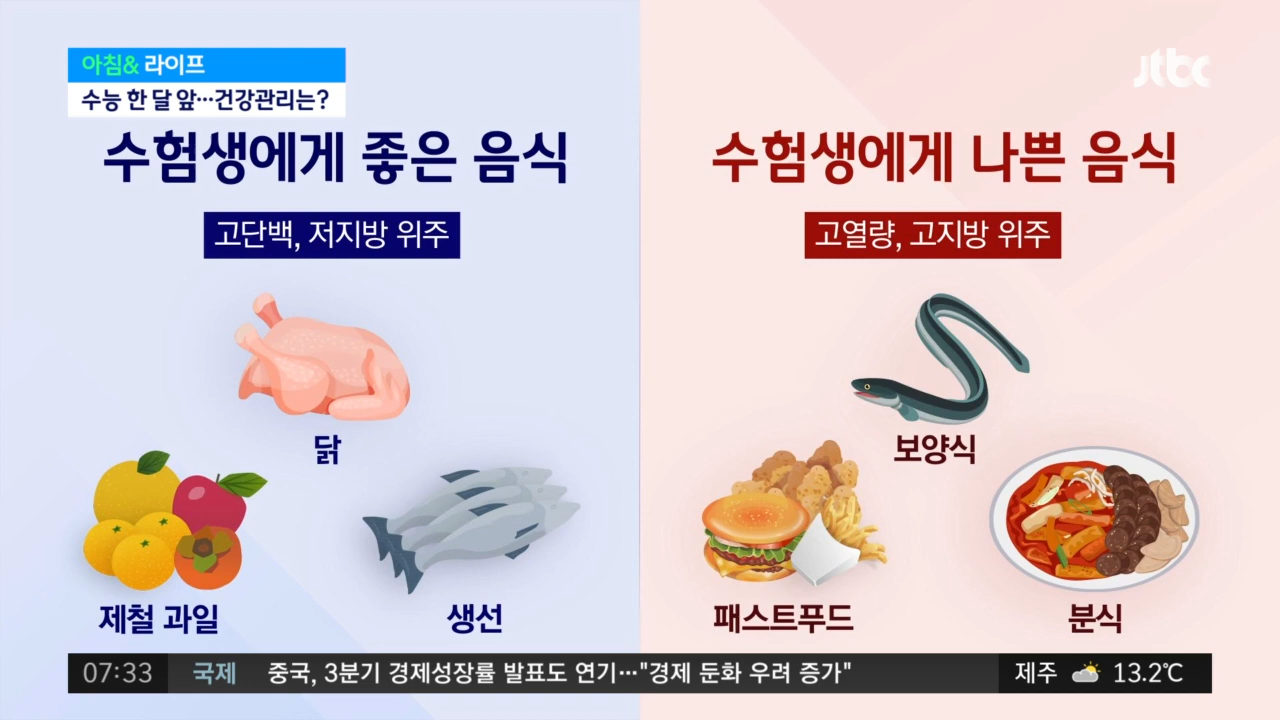 아침& 라이프
jtbc
수능 한 달 앞…건강관리는?
수험생에게 좋은 음식
고단백, 저지방 위주
닭
제철 과일
생선
수험생에게 나쁜 음식
고열량, 고지방 위주
보양식
패스트푸드
분식
07:33 국제 중국, 3분기 경제성장률 발표도 연기…"경제 둔화 우려 증가" 제주 13.2℃